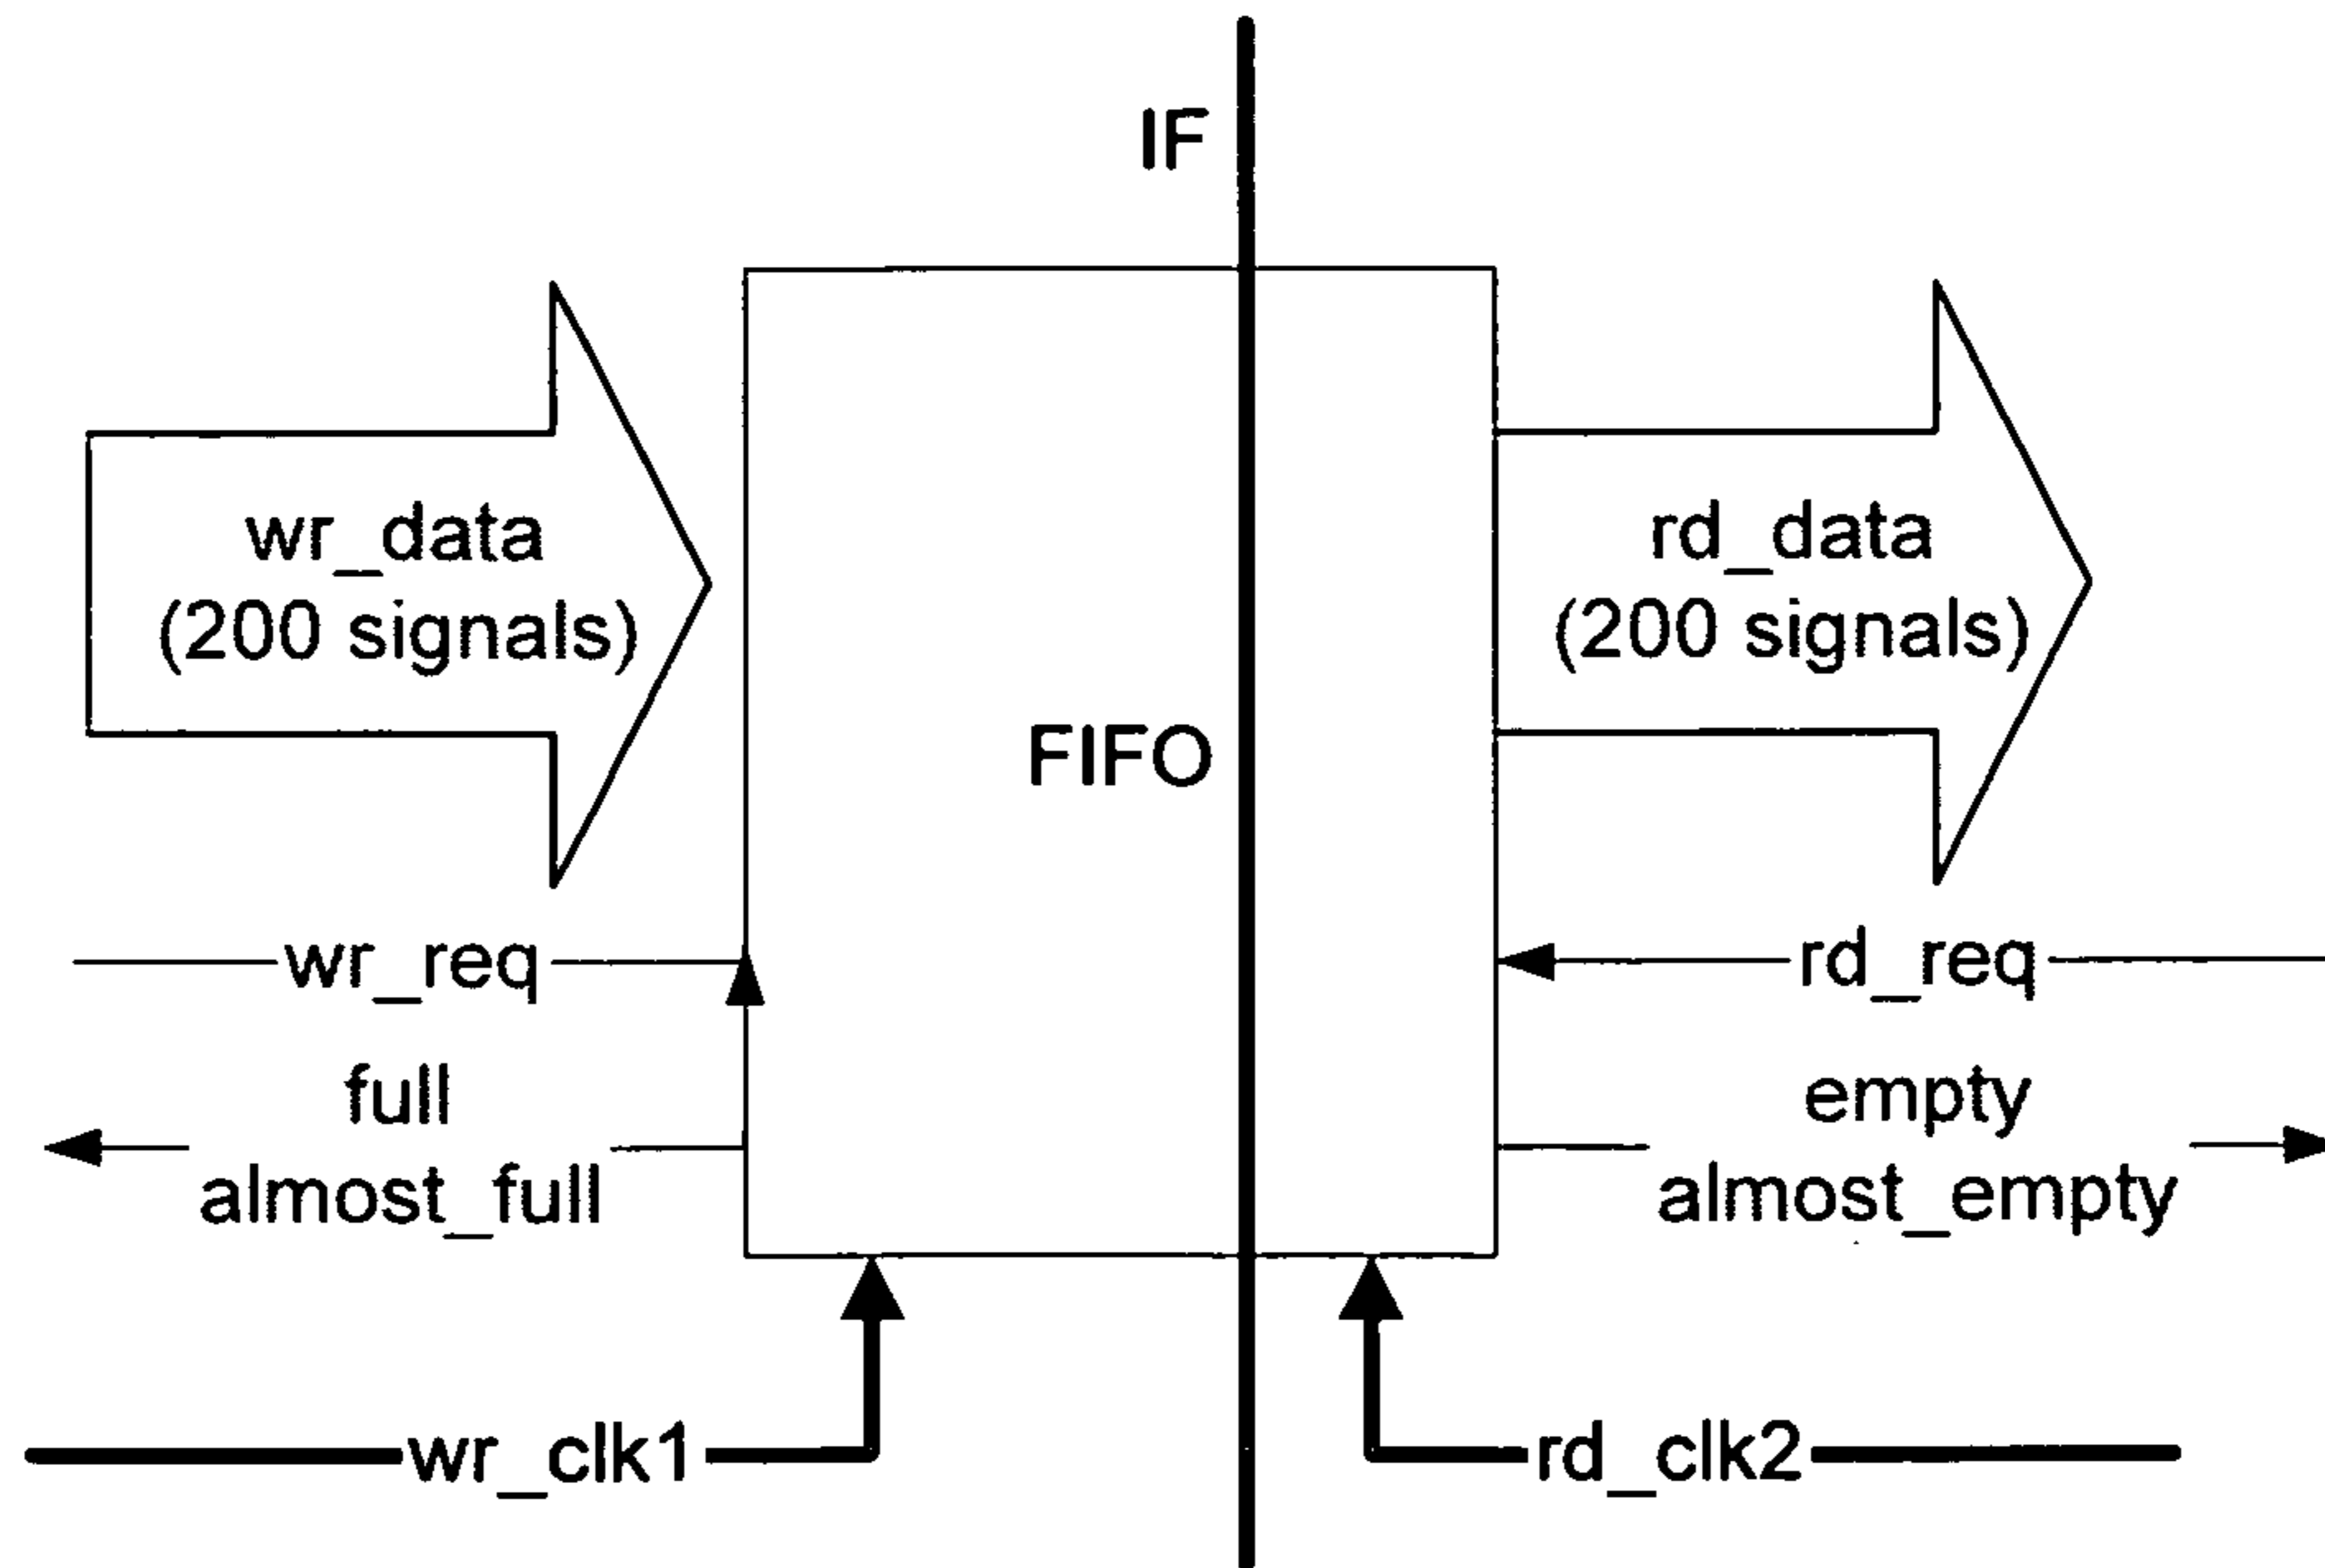 IF
wr_data
(200 signals)
rd_data
(200 signals)
FIFO
wr_req
rd_req
full
almost_full
empty
almost_empty
wr_clk1
rd_clk2